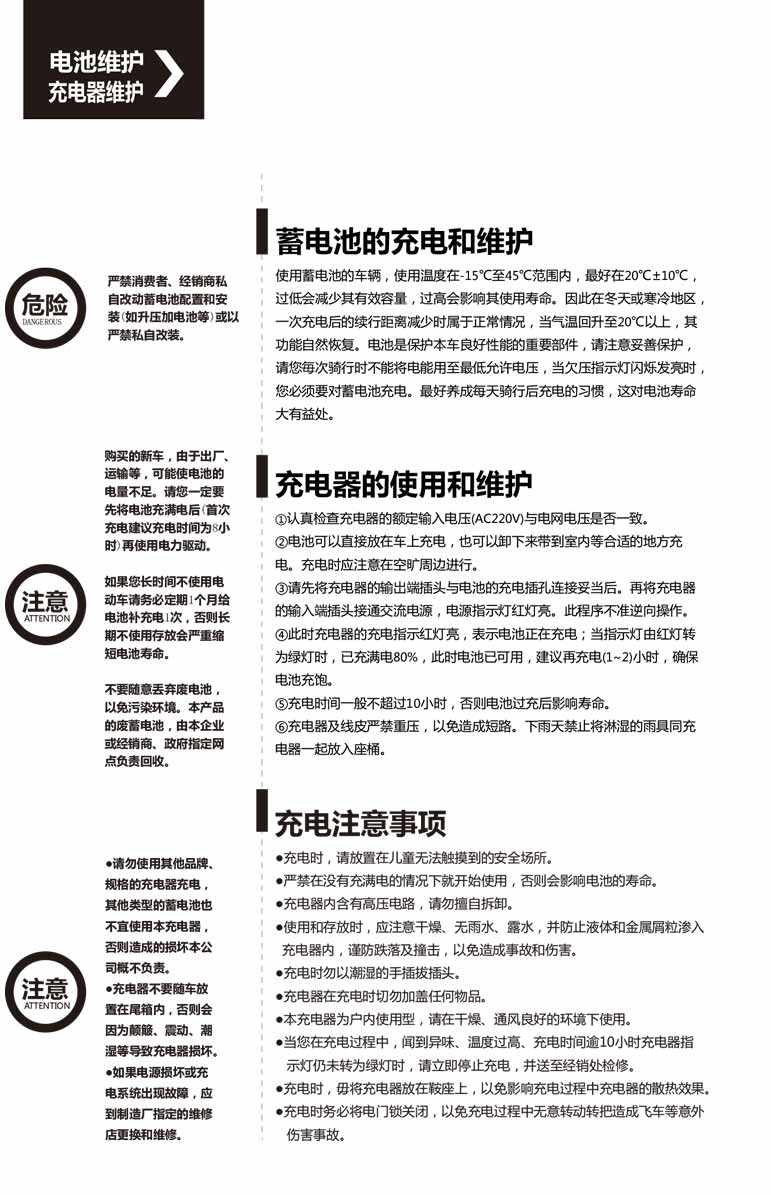 电池维护
充电器维护
蓄电池的充电和维护
使用蓄电池的车辆，使用温度在-15℃至45℃范围内，最好在20℃±10℃，
过低会减少其有效容量，过高会影响其使用寿命。因此在冬天或寒冷地区，
一次充电后的续行距离减少时属于正常情况，当气温回升至20℃以上，其
功能自然恢复。电池是保护本车良好性能的重要部件，请注意妥善保护，
请您每次骑行时不能将电能用至最低允许电压，当欠压指示灯闪烁发亮时，
您必须要对蓄电池充电。最好养成每天骑行后充电的习惯，这对电池寿命
大有益处。
危险
DANGEROUS
严禁消费者、经销商私
自改动蓄电池配置和安
装(如升压加电池等)或以
严禁私自改装。
充电器的使用和维护
①认真检查充电器的额定输入电压(AC220V)与电网电压是否一致。
②电池可以直接放在车上充电，也可以卸下来带到室内等合适的地方充
电。充电时应注意在空旷周边进行。
③请先将充电器的输出端插头与电池的充电插孔连接妥当后。再将充电器
的输入端插头接通交流电源，电源指示灯红灯亮。此程序不准逆向操作。
④此时充电器的充电指示红灯亮，表示电池正在充电；当指示灯由红灯转
为绿灯时，已充满电80%，此时电池已可用，建议再充电(1~2)小时，确保
电池充饱。
⑤充电时间一般不超过10小时，否则电池过充后影响寿命。
⑥充电器及线皮严禁重压，以免造成短路。下雨天禁止将淋湿的雨具同充
电器一起放入座桶。
购买的新车，由于出厂、
运输等，可能使电池的
电量不足。请您一定要
先将电池充满电后(首次
充电建议充电时间为8小
时)再使用电力驱动。
注意
ATTENTION
如果您长时间不使用电
动车请务必定期1个月给
电池补充电1次，否则长
期不使用存放会严重缩
短电池寿命。
不要随意丢弃废电池，
以免污染环境。本产品
的废蓄电池，由本企业
或经销商、政府指定网
点负责回收。
充电注意事项
●充电时，请放置在儿童无法触摸到的安全场所。
●严禁在没有充满电的情况下就开始使用，否则会影响电池的寿命。
●充电器内含有高压电路，请勿擅自拆卸。
●使用和存放时，应注意干燥、无雨水、露水，并防止液体和金属屑粒渗入
充电器内，谨防跌落及撞击，以免造成事故和伤害。
●充电时勿以潮湿的手插拔插头。
●充电器在充电时切勿加盖任何物品。
●本充电器为户内使用型，请在干燥、通风良好的环境下使用。
●当您在充电过程中，闻到异味、温度过高、充电时间逾10小时充电器指
示灯仍未转为绿灯时，请立即停止充电，并送至经销处检修。
●充电时，毋将充电器放在鞍座上，以免影响充电过程中充电器的散热效果。
●充电时务必将电门锁关闭，以免充电过程中无意转动转把造成飞车等意外
伤害事故。
●请勿使用其他品牌、
规格的充电器充电，
其他类型的蓄电池也
不宜使用本充电器，
否则造成的损坏本公
司概不负责。
注意
ATTENTION
●充电器不要随车放
置在尾箱内，否则会
因为颠簸、震动、潮
湿等导致充电器损坏。
●如果电源损坏或充
电系统出现故障，应
到制造厂指定的维修
店更换和维修。